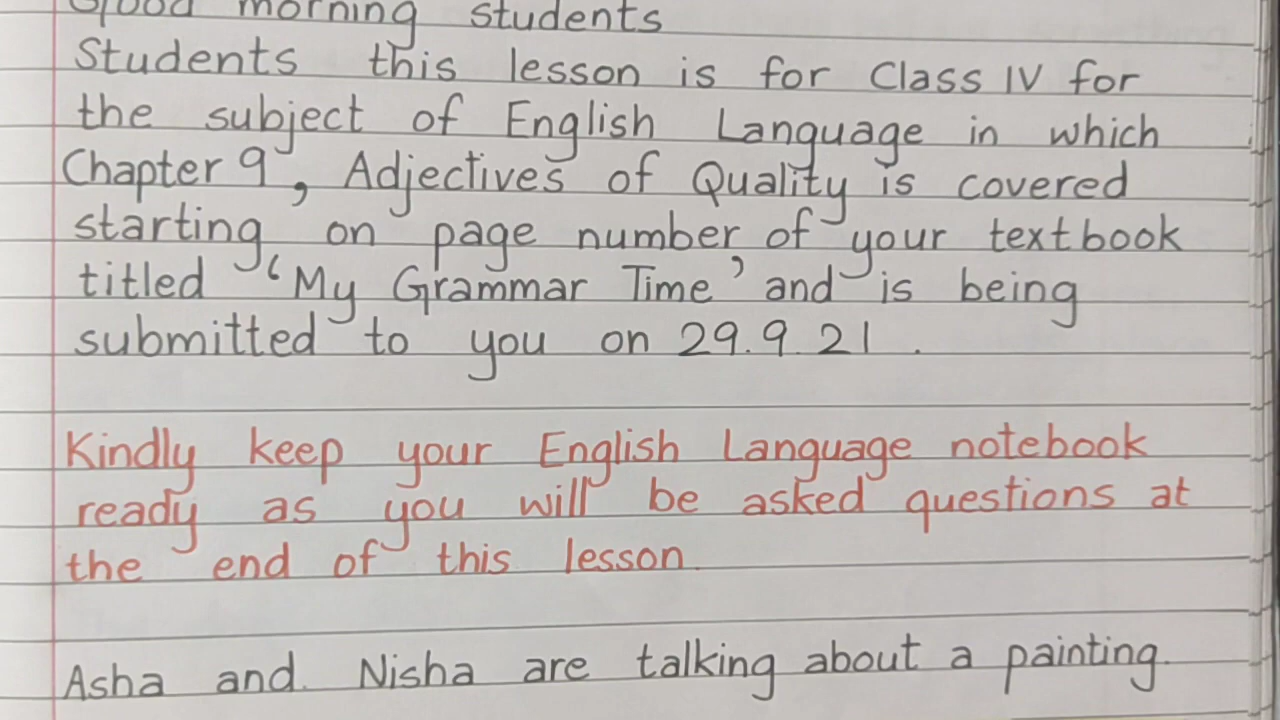 Good morning students
Students this lesson is for Class IV for
the subject of English Language in which
Chapter 9, Adjectives of Quality is covered
starting on page number of your textbook
titled 'My Grammar Time' and is being
submitted to you on 29.9.21.
Kindly keep your English Language notebook
ready as you will be asked questions at
the end of this lesson.
Asha and Nisha are talking about a painting.